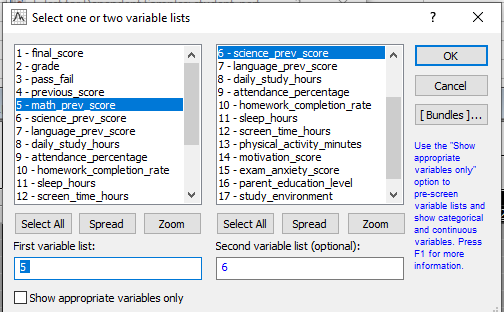 Select one or two variable lists
1 - final_score
2 - grade
3 - pass_fail
4 - previous_score
5 - math_prev_score
6 - science_prev_score
7 - language_prev_score
8 - daily_study_hours
9 - attendance_percentage
10 - homework_completion_rate
11 - sleep_hours
12 - screen_time_hours
6 - science_prev_score
7 - language_prev_score
8 - daily_study_hours
9 - attendance_percentage
10 - homework_completion_rate
11 - sleep_hours
12 - screen_time_hours
13 - physical_activity_minutes
14 - motivation_score
15 - exam_anxiety_score
16 - parent_education_level
17 - study_environment
OK
Cancel
[ Bundles ]...
Use the "Show
appropriate
variables only"
option to
pre-screen
variable lists and
show categorical
and continuous
variables. Press
F1 for more
information.
Select All
Spread
Zoom
Select All
Spread
Zoom
First variable list:
Second variable list (optional):
5
6
Show appropriate variables only